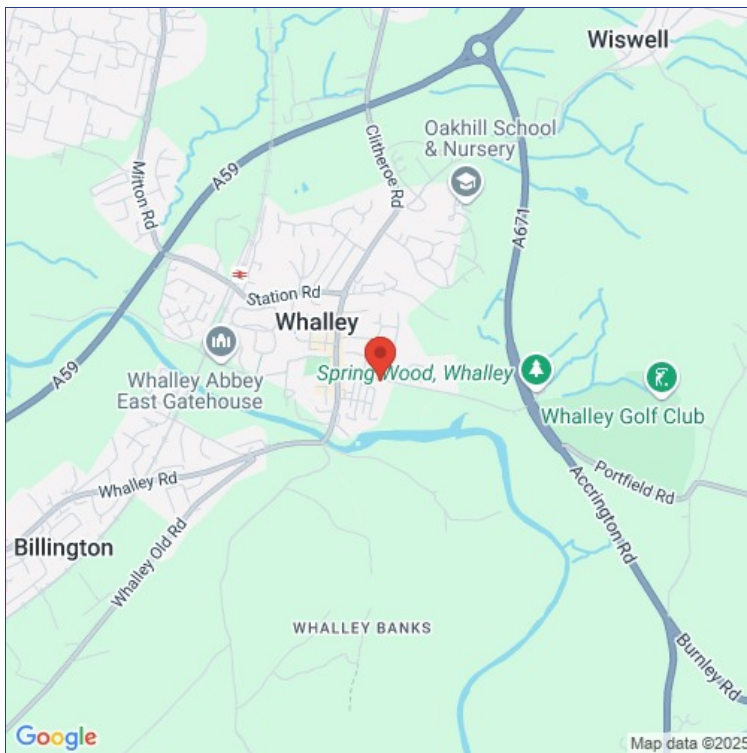 Wiswell
Oakhill School
& Nursery
Clitheroe Rd
Mitton Rd
A59
A671
Station Rd
Whalley
Whalley Abbey
East Gatehouse
Spring Wood, Whalley
Whalley Golf Club
A59
Portfield Rd
Accrington Rd
Whalley Rd
Billington
Whalley Old Rd
WHALLEY BANKS
Burnley Rd
Google
Map data ©2025